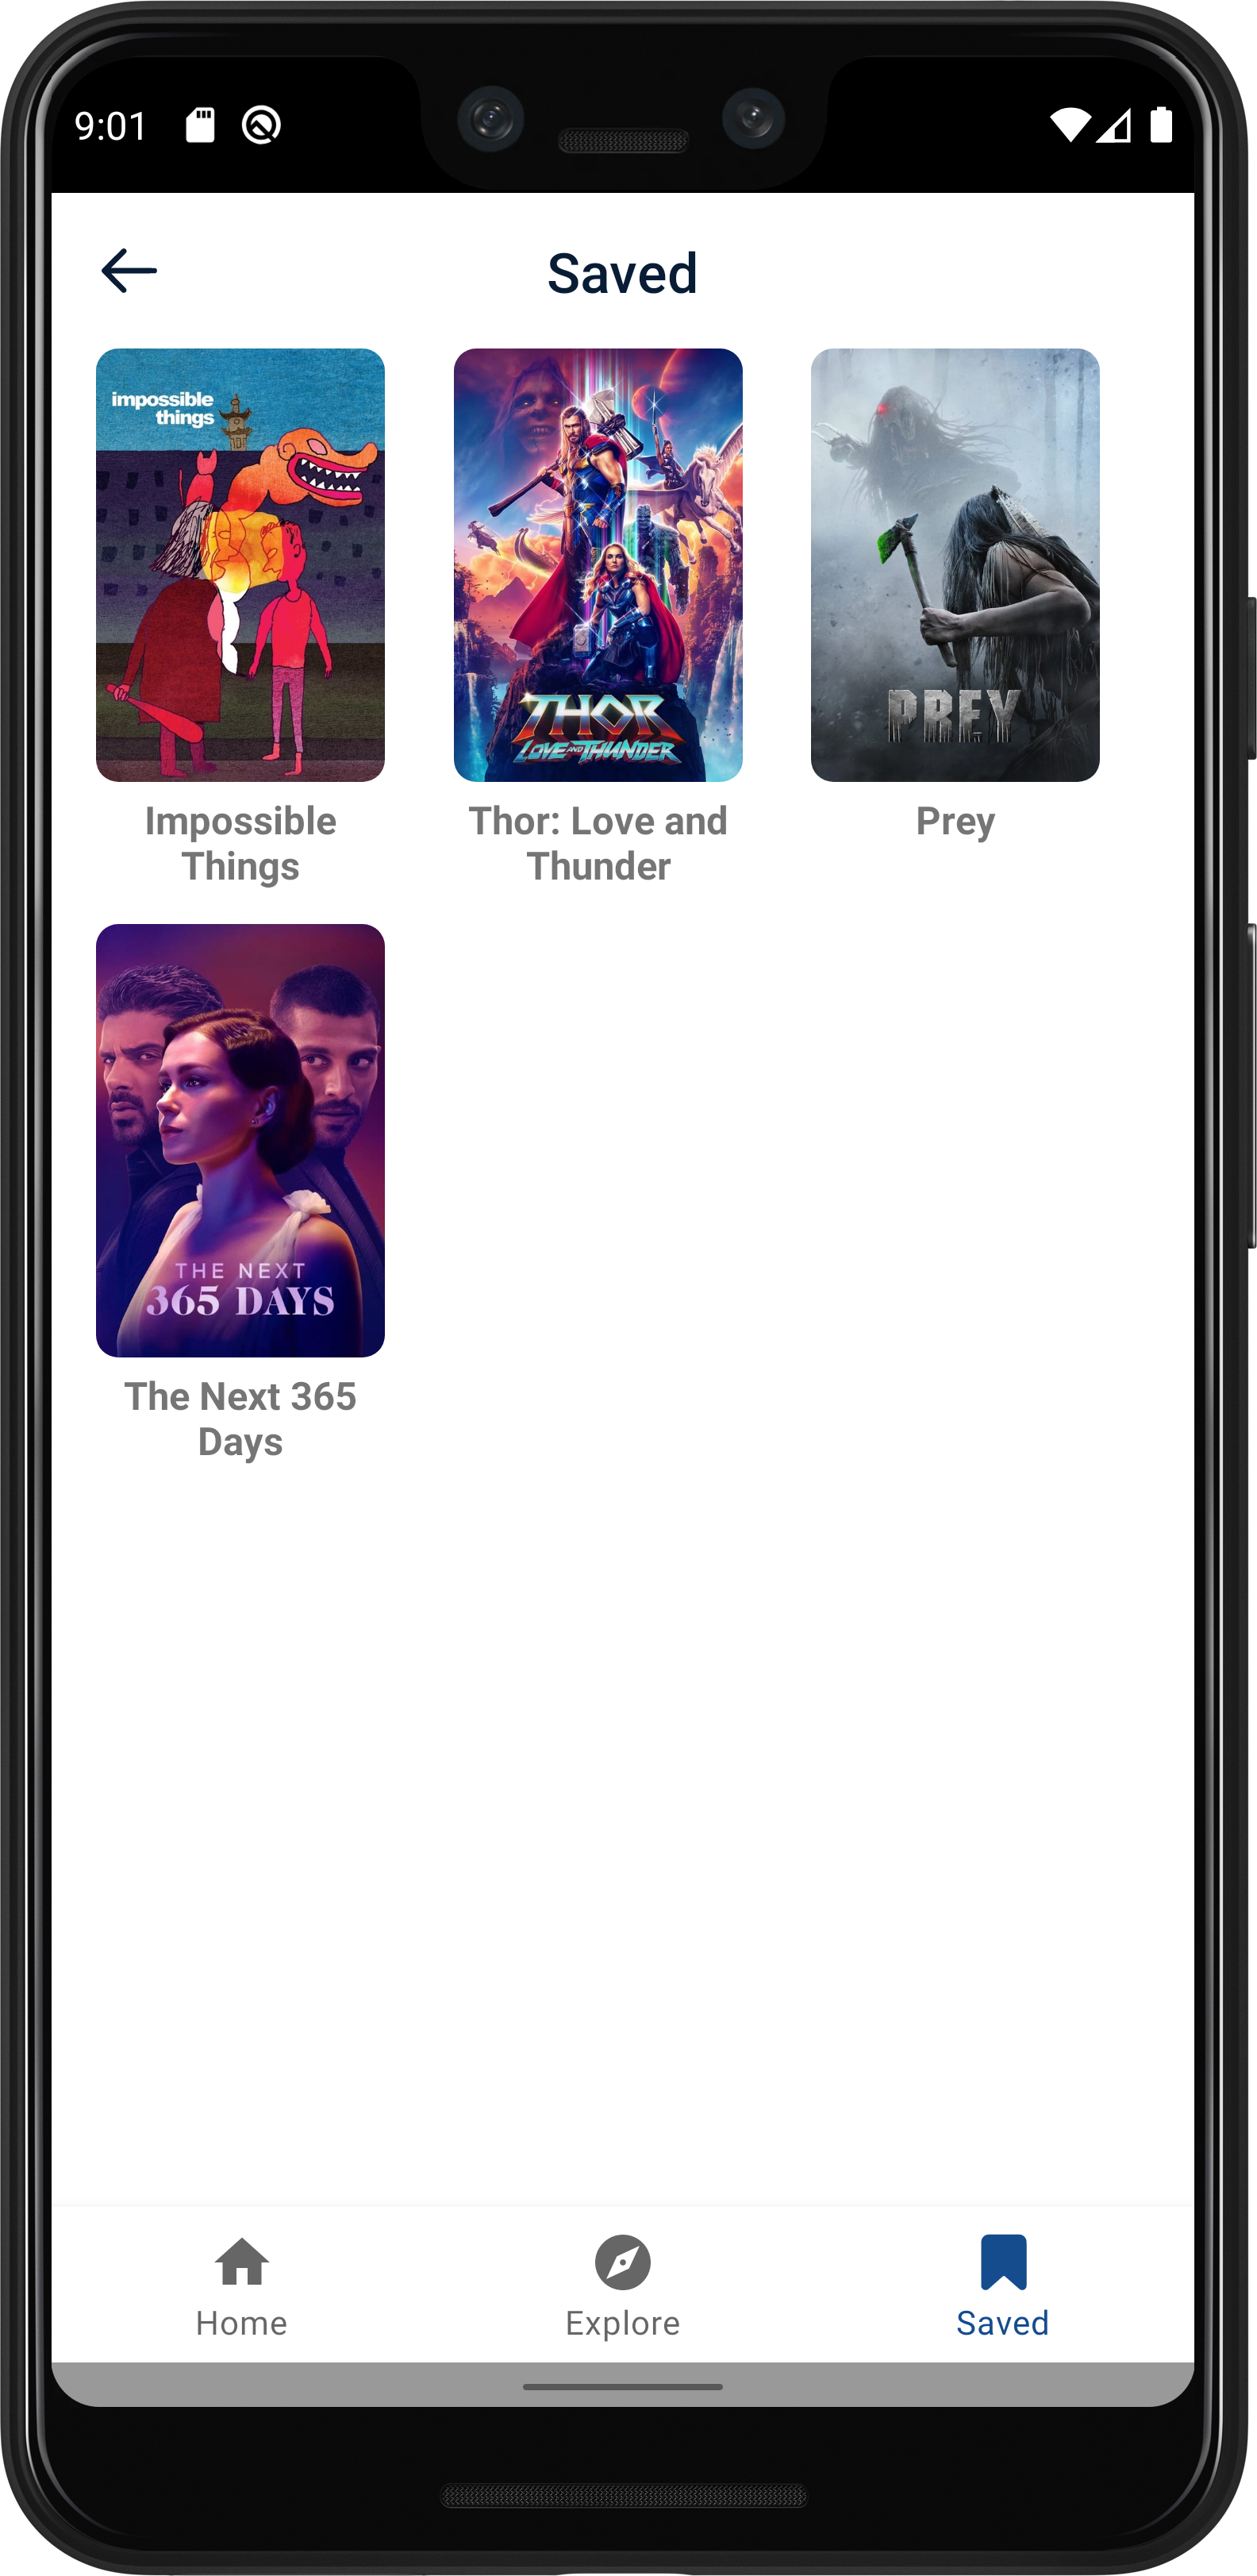 9:01
Saved
impossible
things
THOR
LOVE AND THUNDER
PREY
Impossible
Things
Thor: Love and
Thunder
Prey
THE NEXT
365 DAYS
The Next 365
Days
Home
Explore
Saved